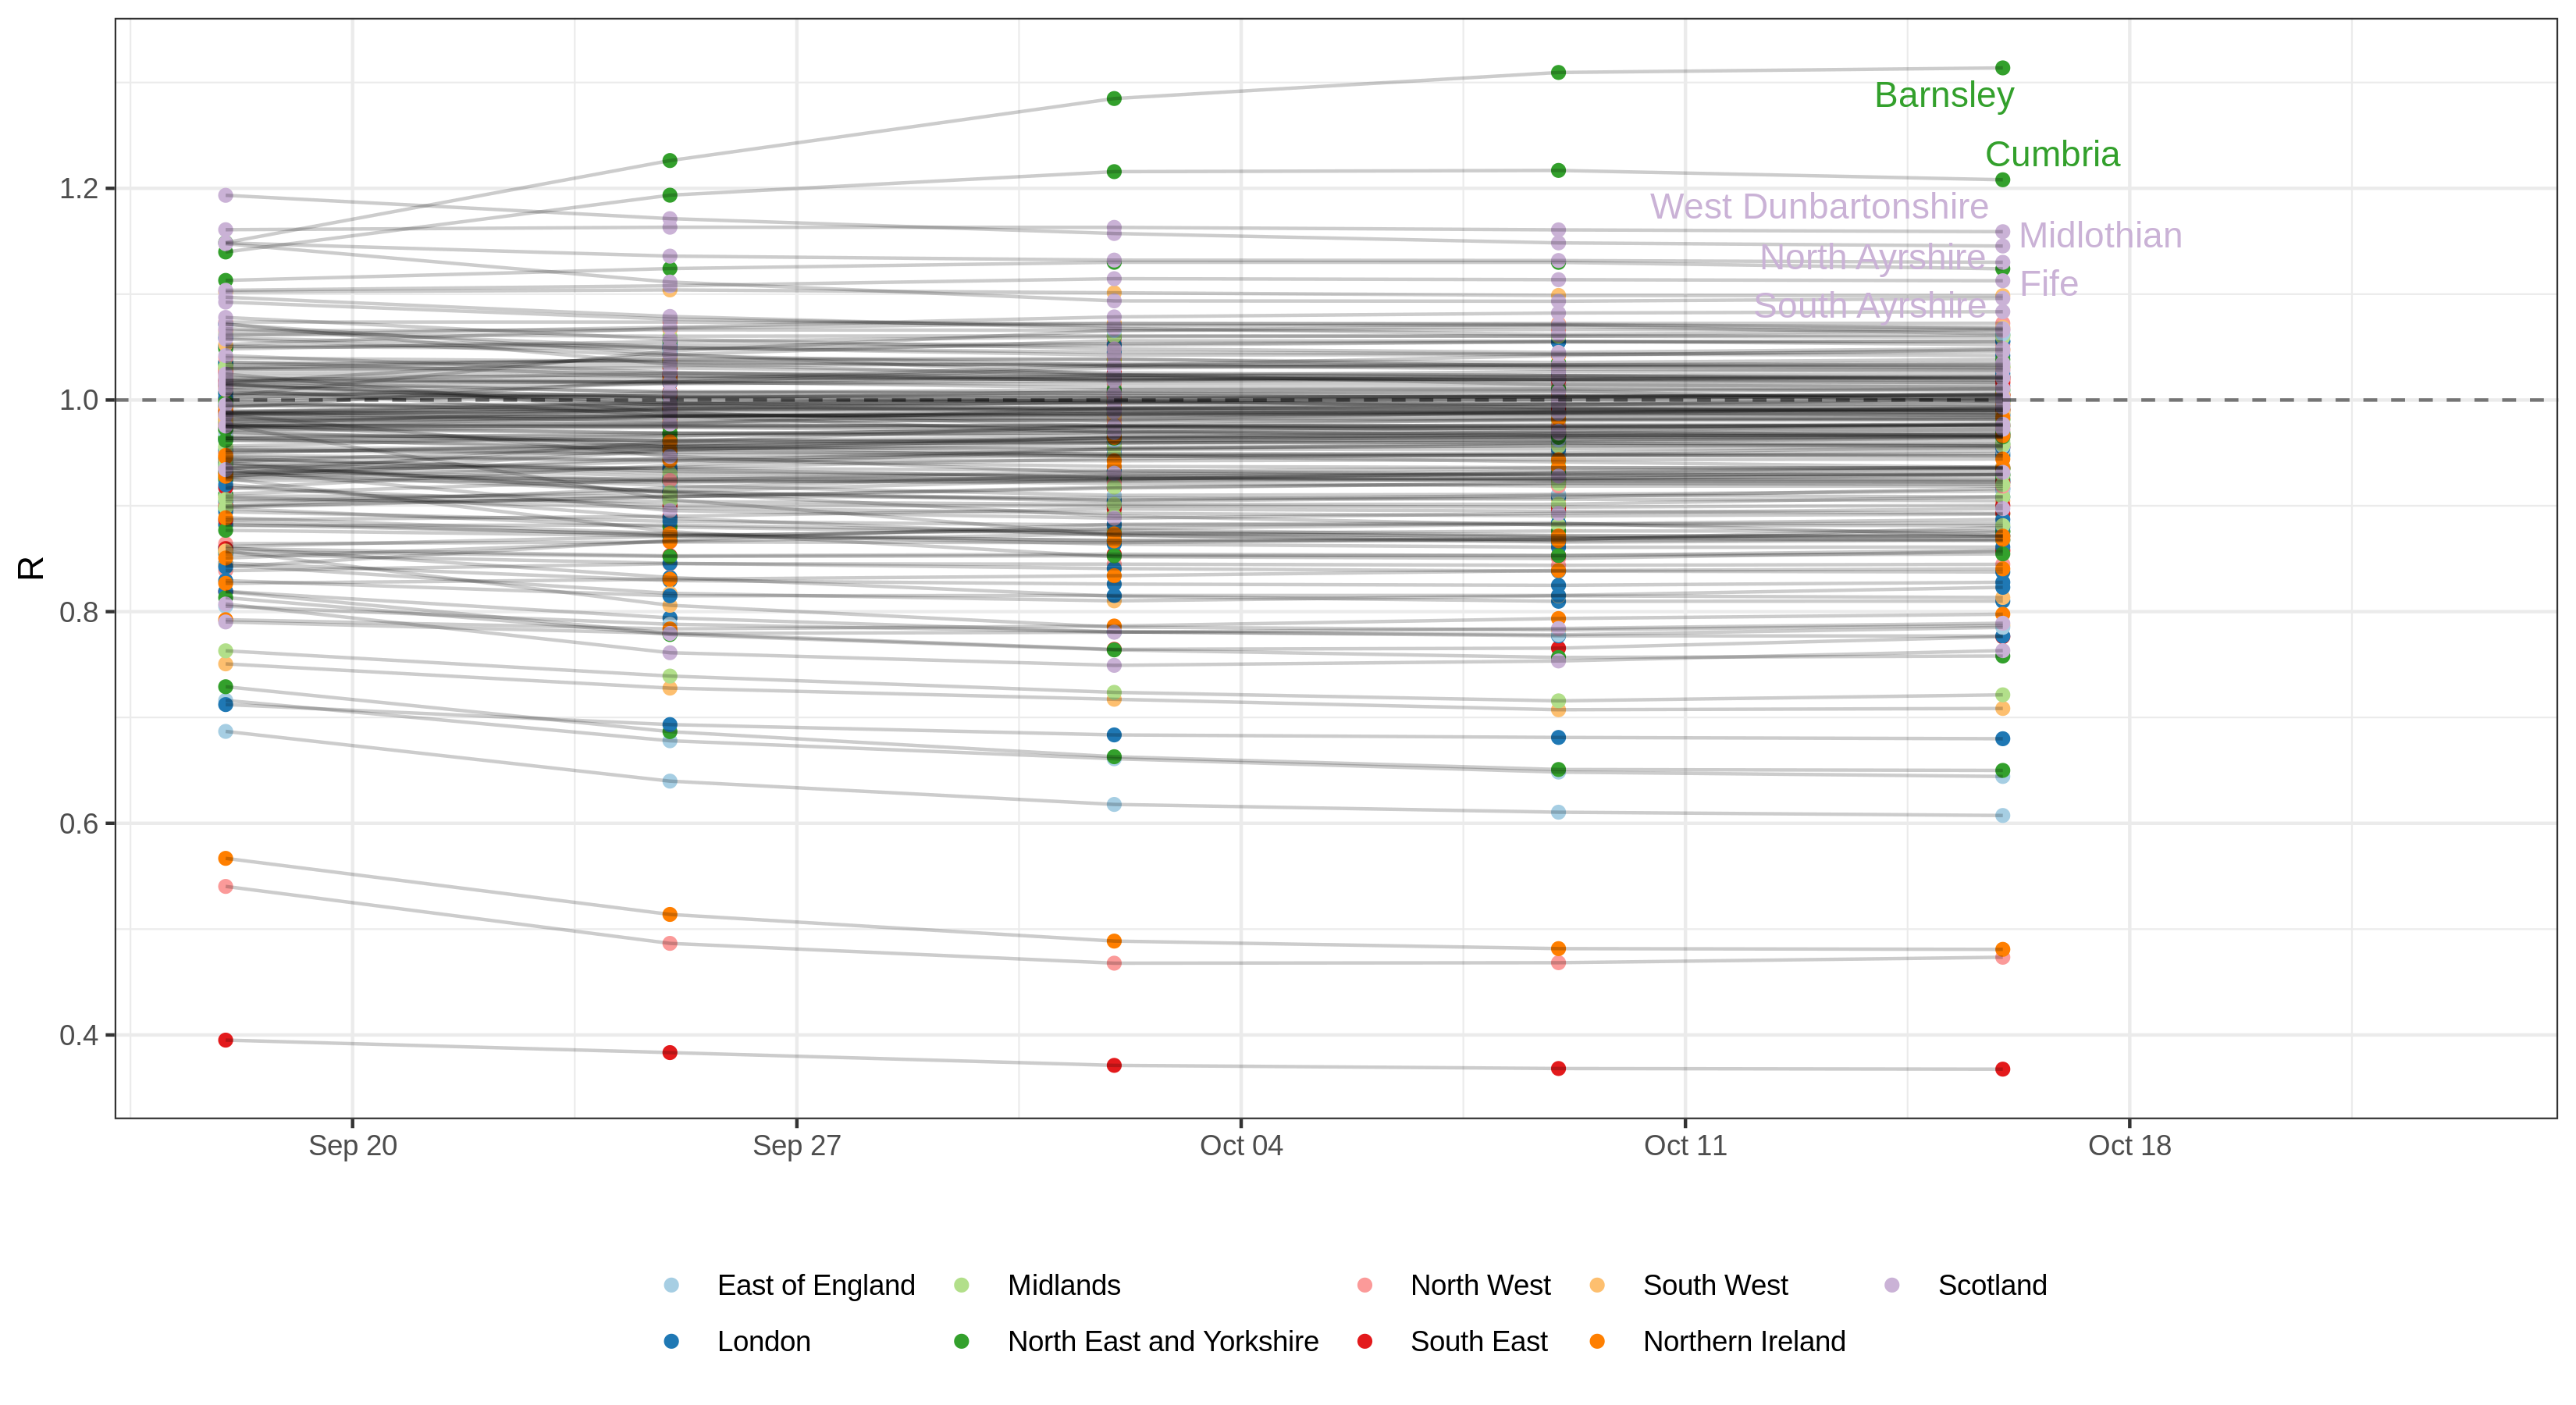 Barnsley
Cumbria
1.2
West Dunbartonshire
Midlothian
North Ayrshire
Fife
South Ayrshire
1.0
R
0.8
0.6
0.4
Sep 20 Sep 27 Oct 04 Oct 11 Oct 18
East of England Midlands North West South West Scotland
London North East and Yorkshire South East Northern Ireland